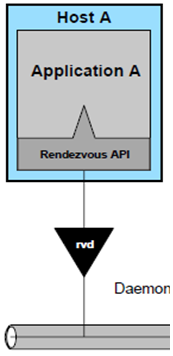 Host A
Application A
Rendezvous API
rvd
Daemon